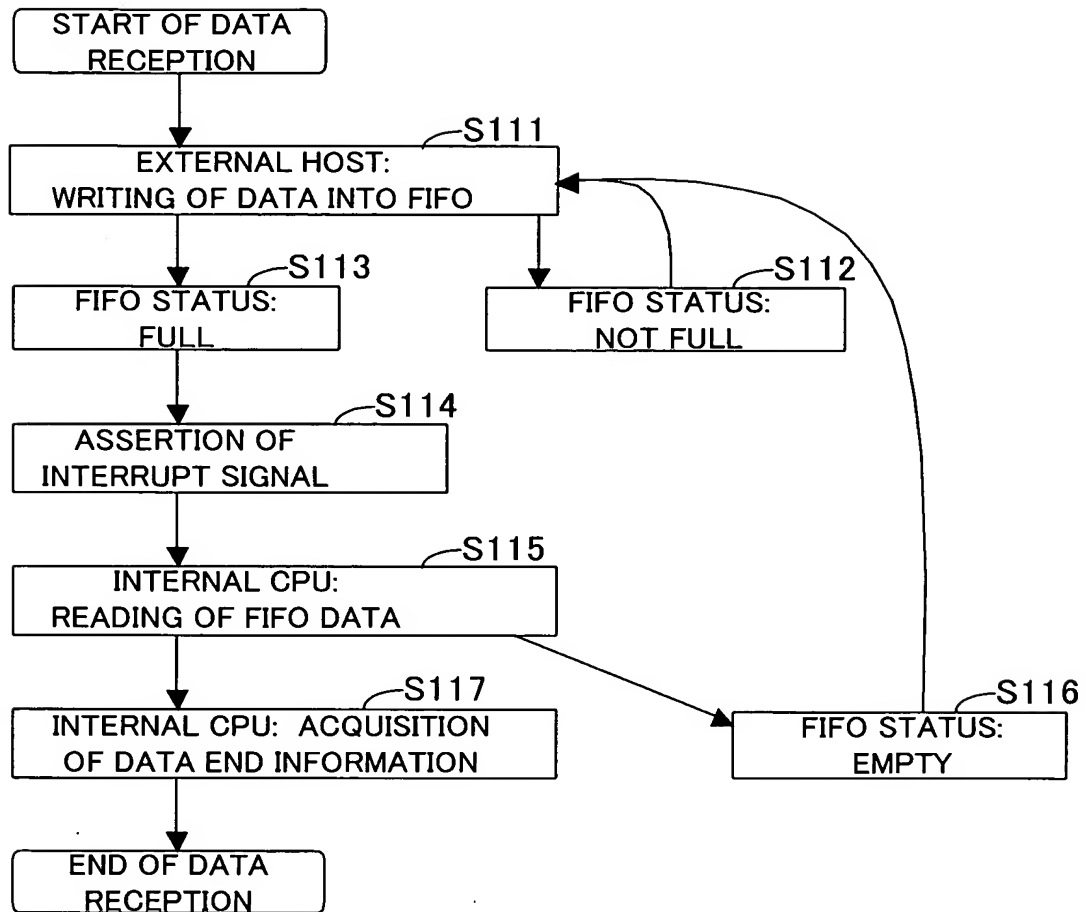 START OF DATA
RECEPTION
S111
EXTERNAL HOST:
WRITING OF DATA INTO FIFO
S113
FIFO STATUS:
FULL
S112
FIFO STATUS:
NOT FULL
S114
ASSERTION OF
INTERRUPT SIGNAL
S115
INTERNAL CPU:
READING OF FIFO DATA
S117
INTERNAL CPU: ACQUISITION
OF DATA END INFORMATION
S116
FIFO STATUS:
EMPTY
END OF DATA
RECEPTION